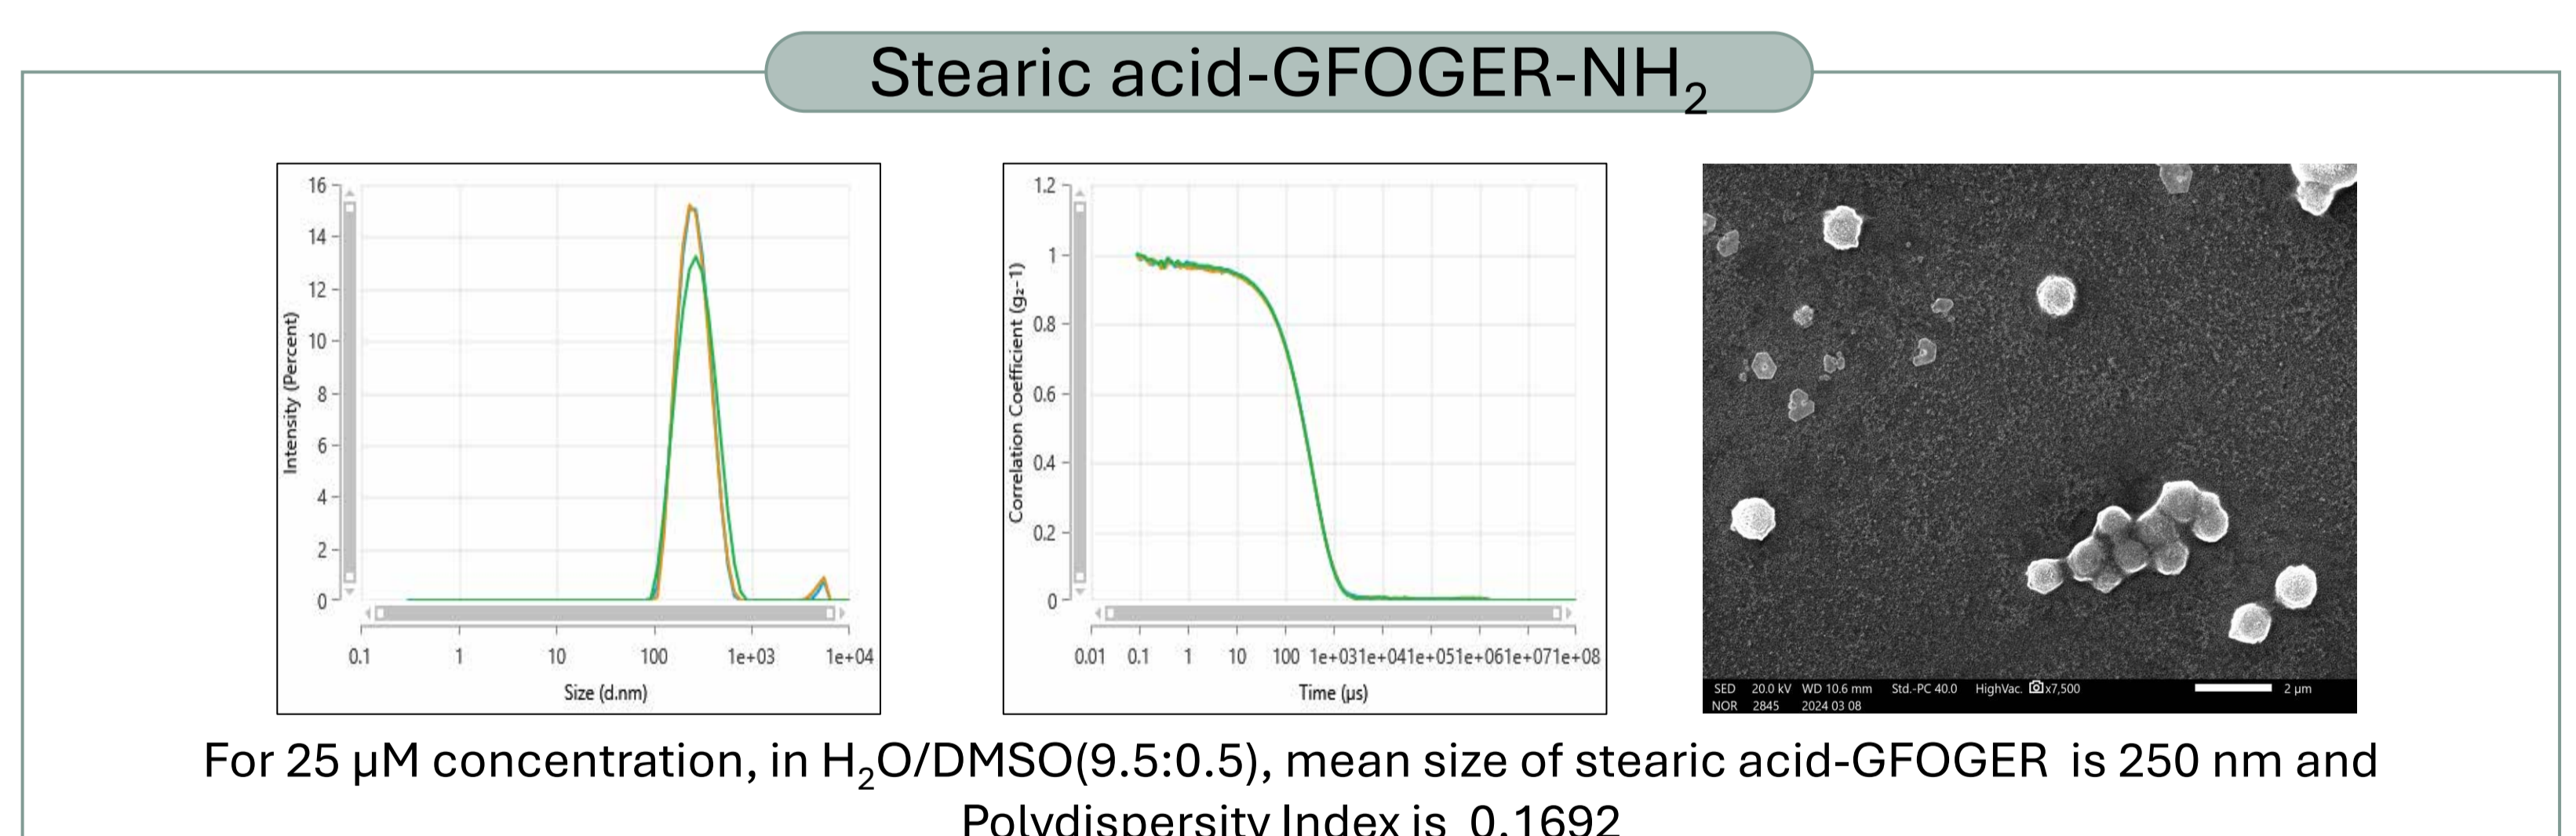 Stearic acid-GFOGER-NH₂
16
14
12
10
8
6
4
2
0
Intensity (Percent)
0.1 1 10 100 1e+03 1e+04
Size (d.nm)
1.2
1
0.8
0.6
0.4
0.2
0
Correlation Coefficient (g₂-1)
0.01 0.1 1 10 100 1e+031e+041e+051e+061e+071e+08
Time (µs)
SED 20.0 kV WD 10.6 mm Std.-PC 40.0 HighVac. x7,500 2 µm
NOR 2845 2024 03 08
For 25 µM concentration, in H₂O/DMSO(9.5:0.5), mean size of stearic acid-GFOGER is 250 nm and
Polydispersity Index is 0.1692